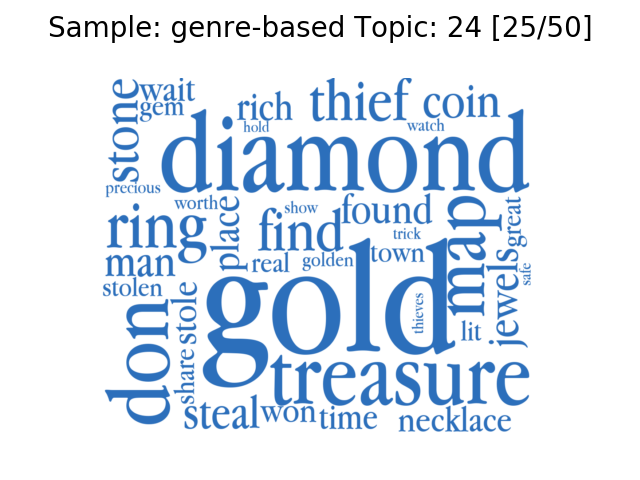 Sample: genre-based Topic: 24 [25/50]
stone
wait
gem
rich
hold
thief
coin
watch
diamond
precious
worth
ring
place
show
find
found
trick
map
great
man
real
golden
town
jewels
safe
stolen
stole
gold
thieves
lit
don
share
treasure
steal
won
time
necklace